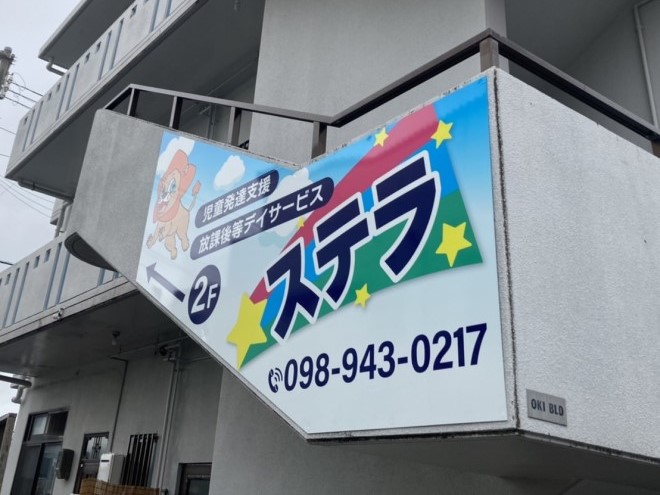 児童発達支援
放課後等デイサービス
ステラ
2F
098-943-0217
OKI BLD